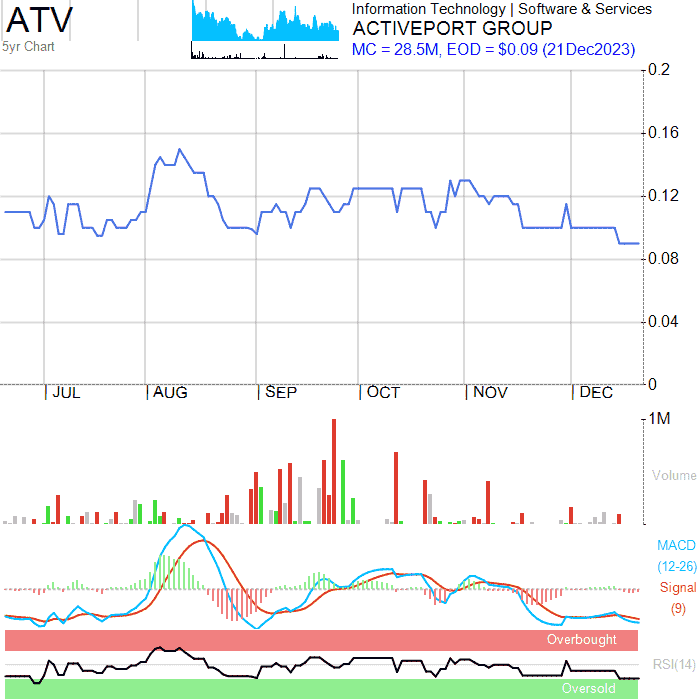 ATV
5yr Chart
Information Technology | Software & Services
ACTIVEPORT GROUP
MC = 28.5M, EOD = $0.09 (21Dec2023)
0.2
0.16
0.12
0.08
0.04
0
| JUL | AUG | SEP | OCT | NOV | DEC
1M
Volume
MACD
(12-26)
Signal
(9)
Overbought
RSI(14)
Oversold